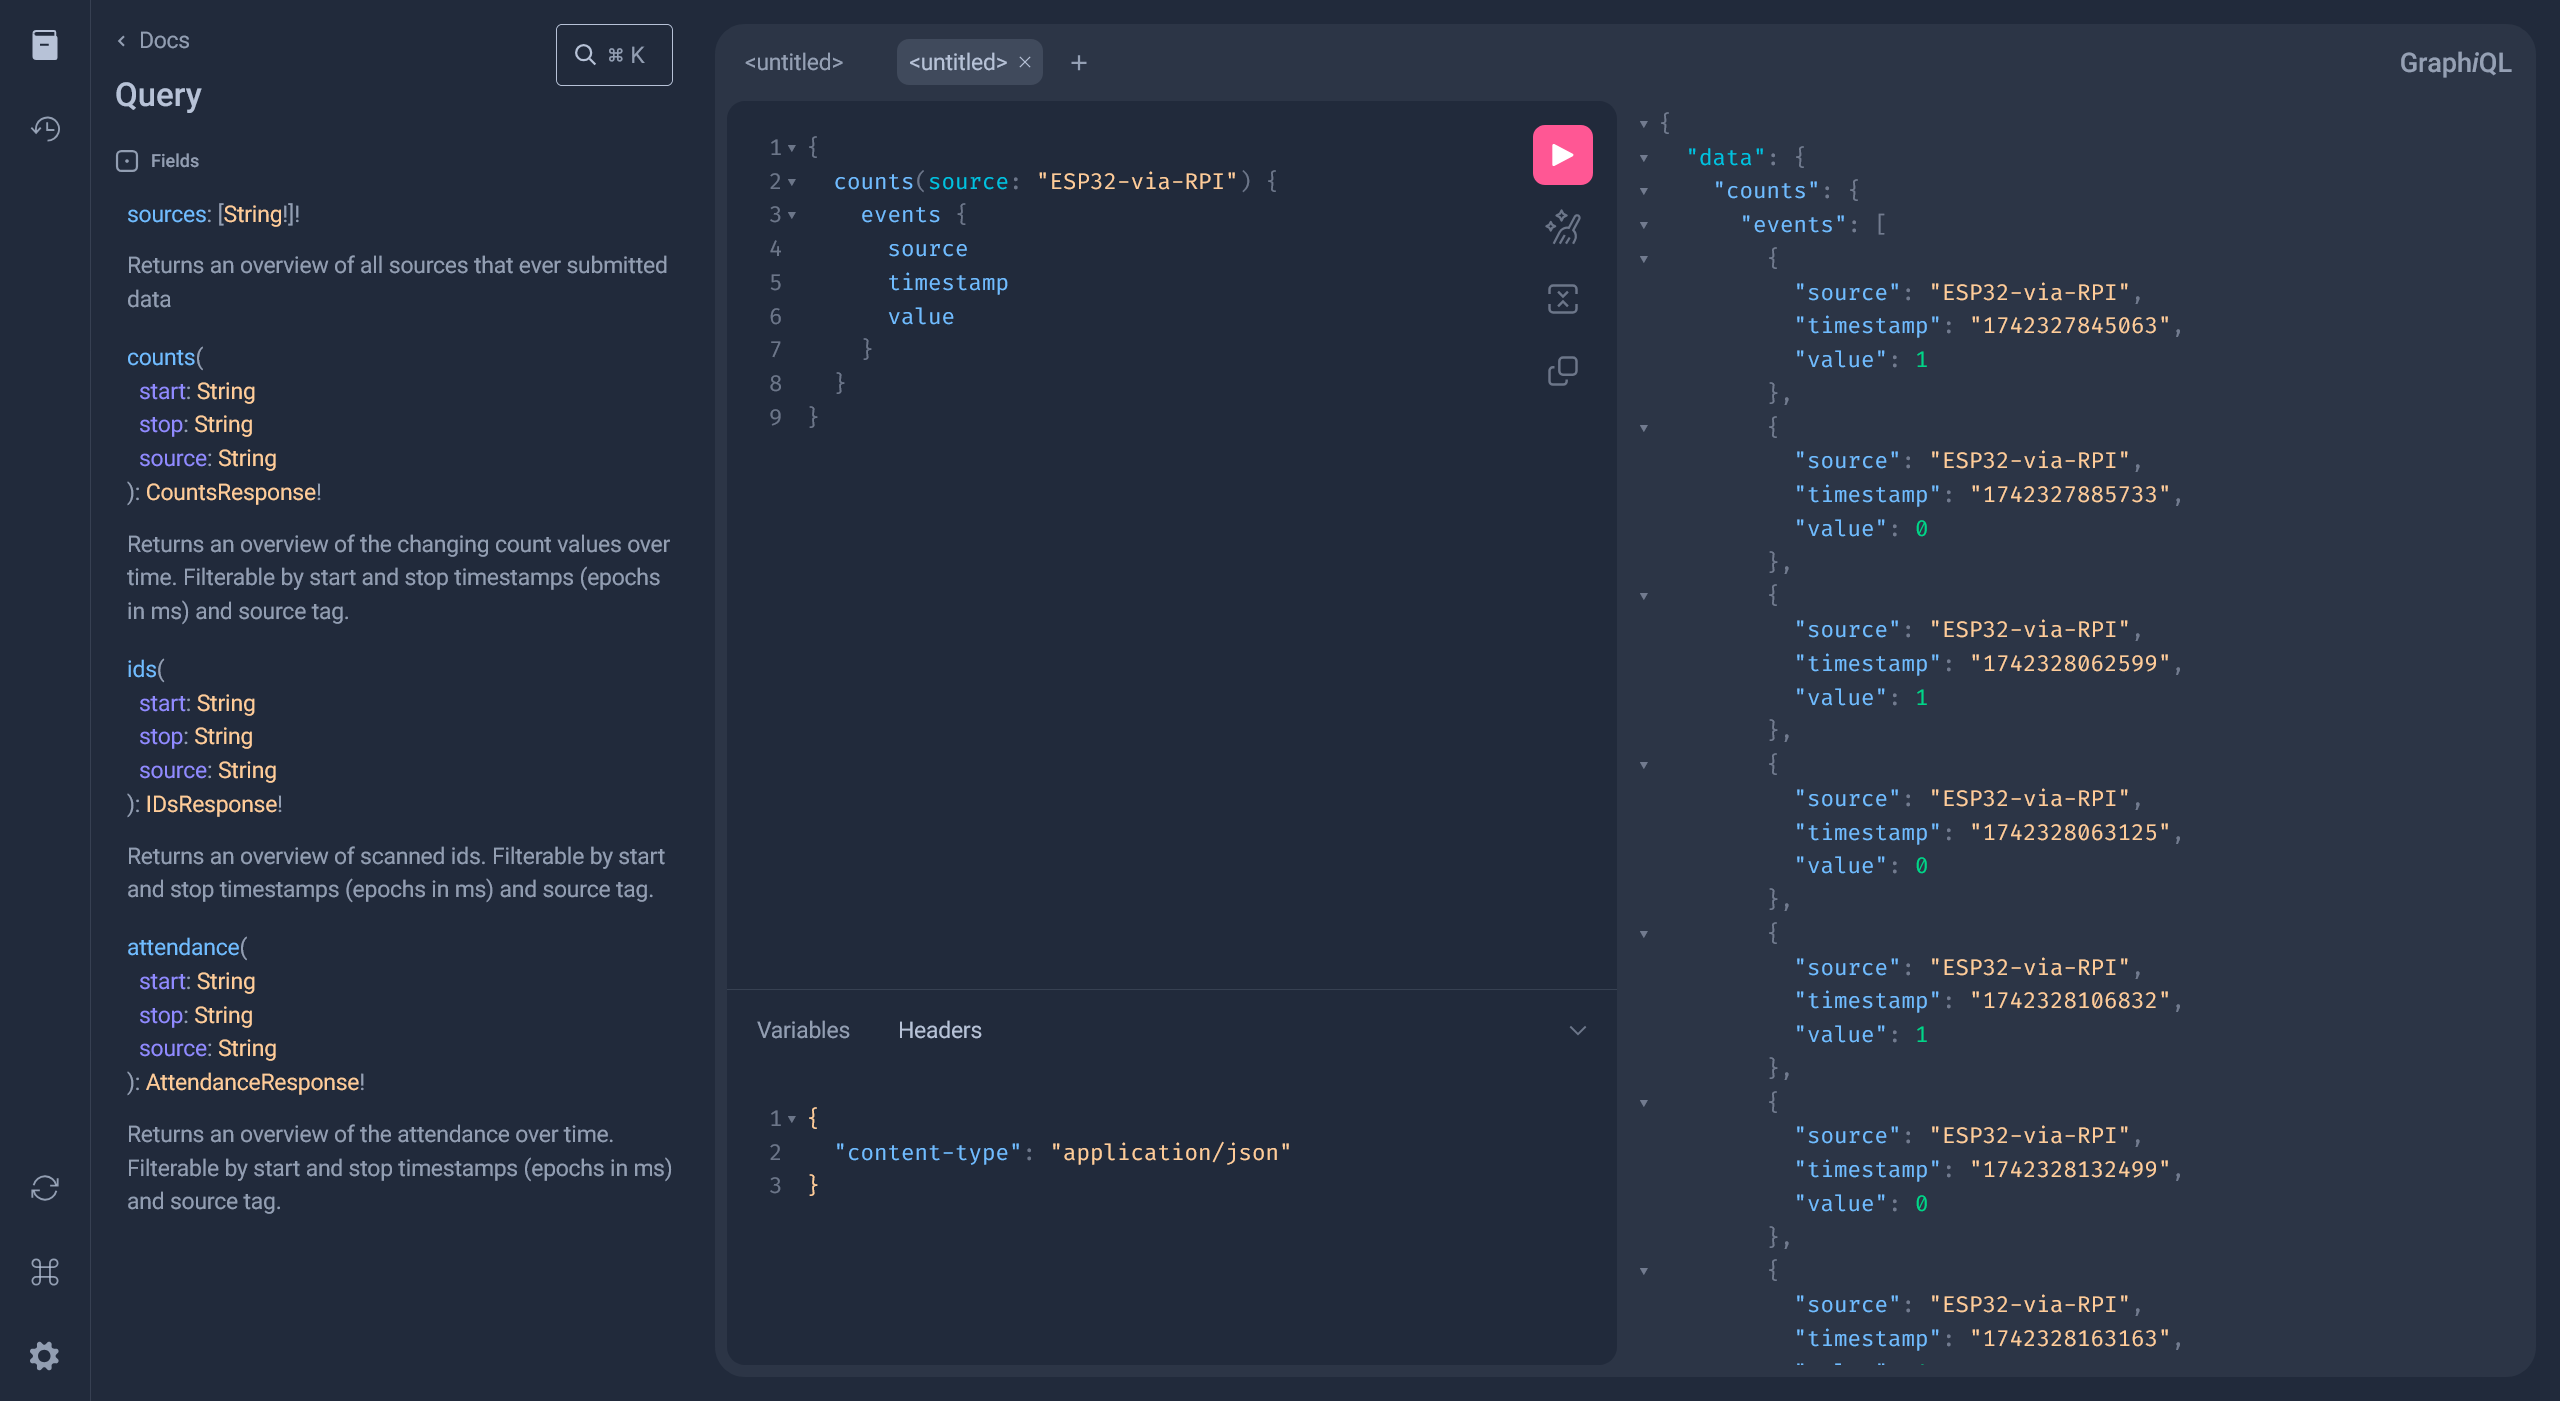 Docs
⌘ K
Query
Fields
sources: [String!]!
Returns an overview of all sources that ever submitted
data
counts(
start: String
stop: String
source: String
): CountsResponse!
Returns an overview of the changing count values over
time. Filterable by start and stop timestamps (epochs
in ms) and source tag.
ids(
start: String
stop: String
source: String
): IDsResponse!
Returns an overview of scanned ids. Filterable by start
and stop timestamps (epochs in ms) and source tag.
attendance(
start: String
stop: String
source: String
): AttendanceResponse!
Returns an overview of the attendance over time.
Filterable by start and stop timestamps (epochs in ms)
and source tag.
<untitled>
<untitled>
GraphiQL
1 {
2 counts(source: "ESP32-via-RPI") {
3 events {
4 source
5 timestamp
6 value
7 }
8 }
9 }
Variables Headers
1 {
2 "content-type": "application/json"
3 }
{
"data": {
"counts": {
"events": [
{
"source": "ESP32-via-RPI",
"timestamp": "1742327845063",
"value": 1
},
{
"source": "ESP32-via-RPI",
"timestamp": "1742327885733",
"value": 0
},
{
"source": "ESP32-via-RPI",
"timestamp": "1742328062599",
"value": 1
},
{
"source": "ESP32-via-RPI",
"timestamp": "1742328063125",
"value": 0
},
{
"source": "ESP32-via-RPI",
"timestamp": "1742328106832",
"value": 1
},
{
"source": "ESP32-via-RPI",
"timestamp": "1742328132499",
"value": 0
},
{
"source": "ESP32-via-RPI",
"timestamp": "1742328163163",